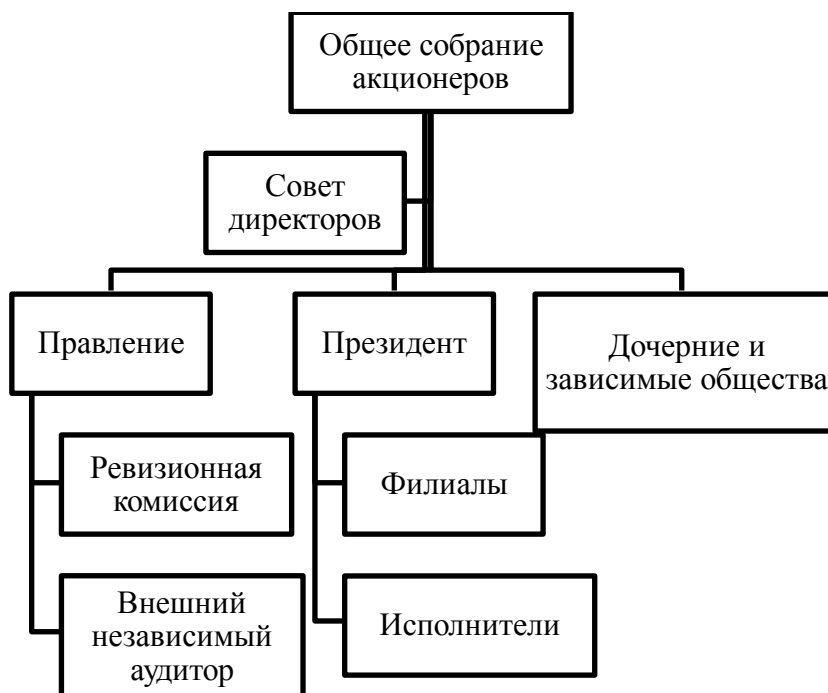 Общее собрание
акционеров
Совет
директоров
Правление
Президент
Дочерние и
зависимые общества
Ревизионная
комиссия
Филиалы
Внешний
независимый
аудитор
Исполнители